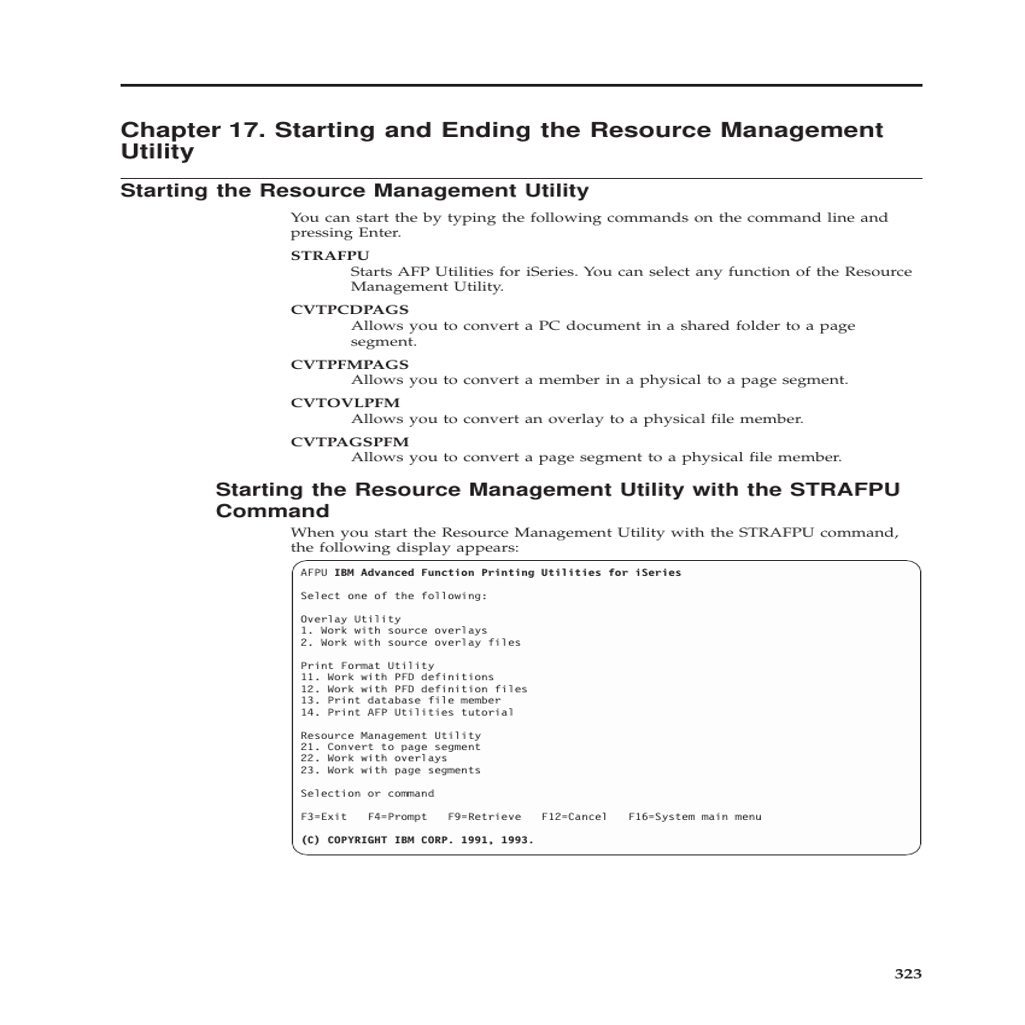 Chapter 17. Starting and Ending the Resource Management
Utility
Starting the Resource Management Utility
You can start the by typing the following commands on the command line and
pressing Enter.
STRAFPU
Starts AFP Utilities for iSeries. You can select any function of the Resource
Management Utility.
CVTPCDPAGS
Allows you to convert a PC document in a shared folder to a page
segment.
CVTPFMPAGS
Allows you to convert a member in a physical to a page segment.
CVTOVLPFM
Allows you to convert an overlay to a physical file member.
CVTPAGSPFM
Allows you to convert a page segment to a physical file member.
Starting the Resource Management Utility with the STRAFPU
Command
When you start the Resource Management Utility with the STRAFPU command,
the following display appears:
AFPU IBM Advanced Function Printing Utilities for iSeries
Select one of the following:
Overlay Utility
1. Work with source overlays
2. Work with source overlay files
Print Format Utility
11. Work with PFD definitions
12. Work with PFD definition files
13. Print database file member
14. Print AFP Utilities tutorial
Resource Management Utility
21. Convert to page segment
22. Work with overlays
23. Work with page segments
Selection or command
F3=Exit F4=Prompt F9=Retrieve F12=Cancel F16=System main menu
(C) COPYRIGHT IBM CORP. 1991, 1993.
323